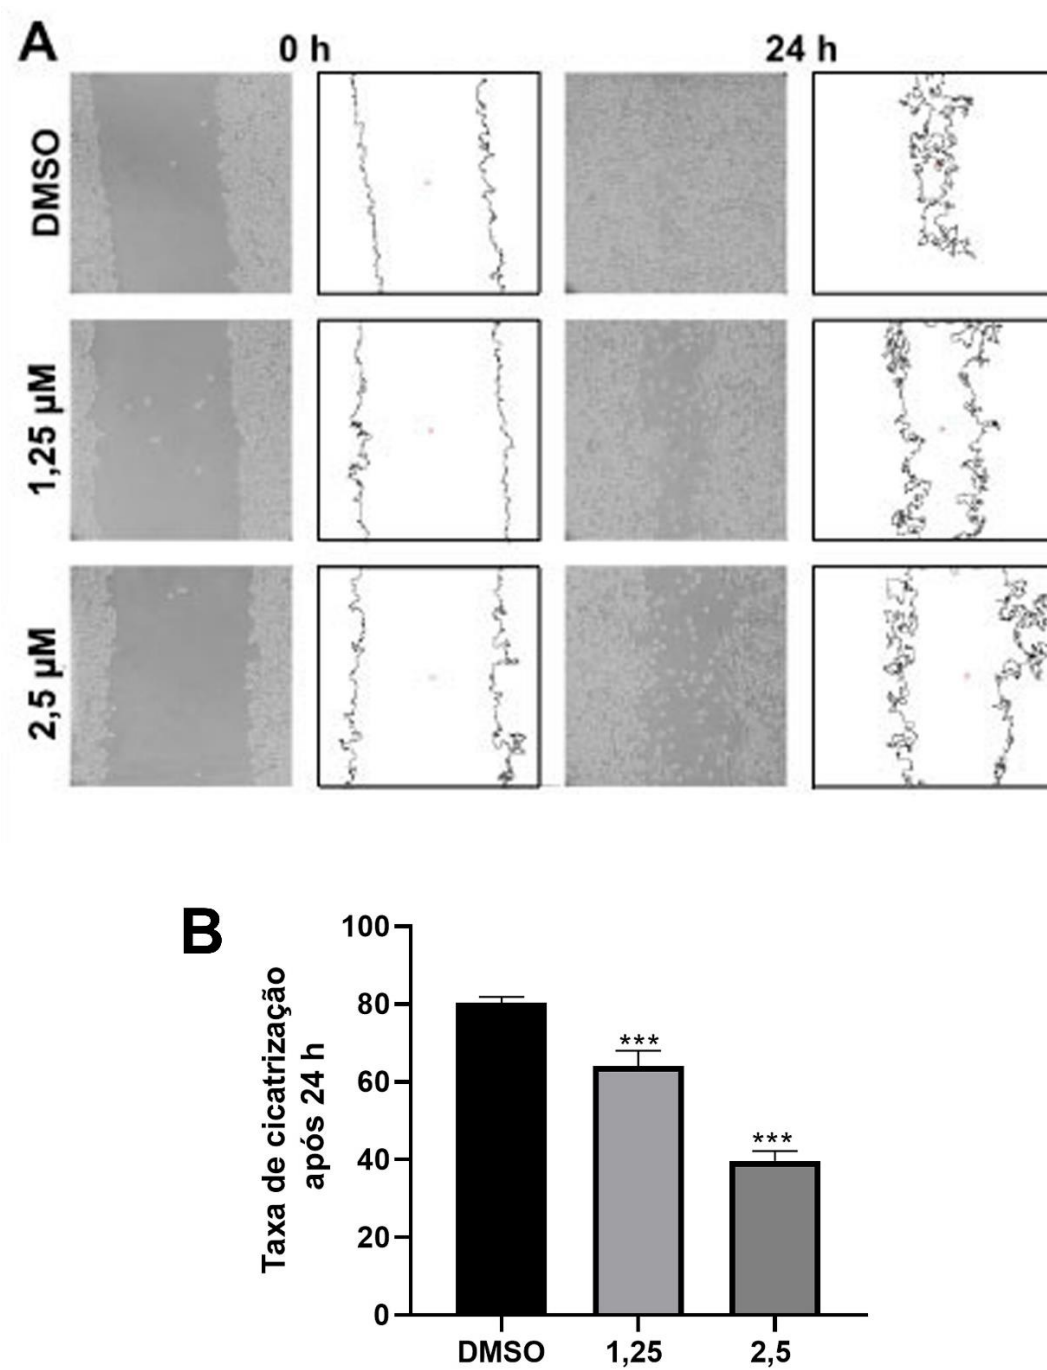 A
0 h
24 h
DMSO
1,25 µM
2,5 µM
B
Taxa de cicatrização
após 24 h
100
80
60
40
20
0
***
***
DMSO
1,25
2,5